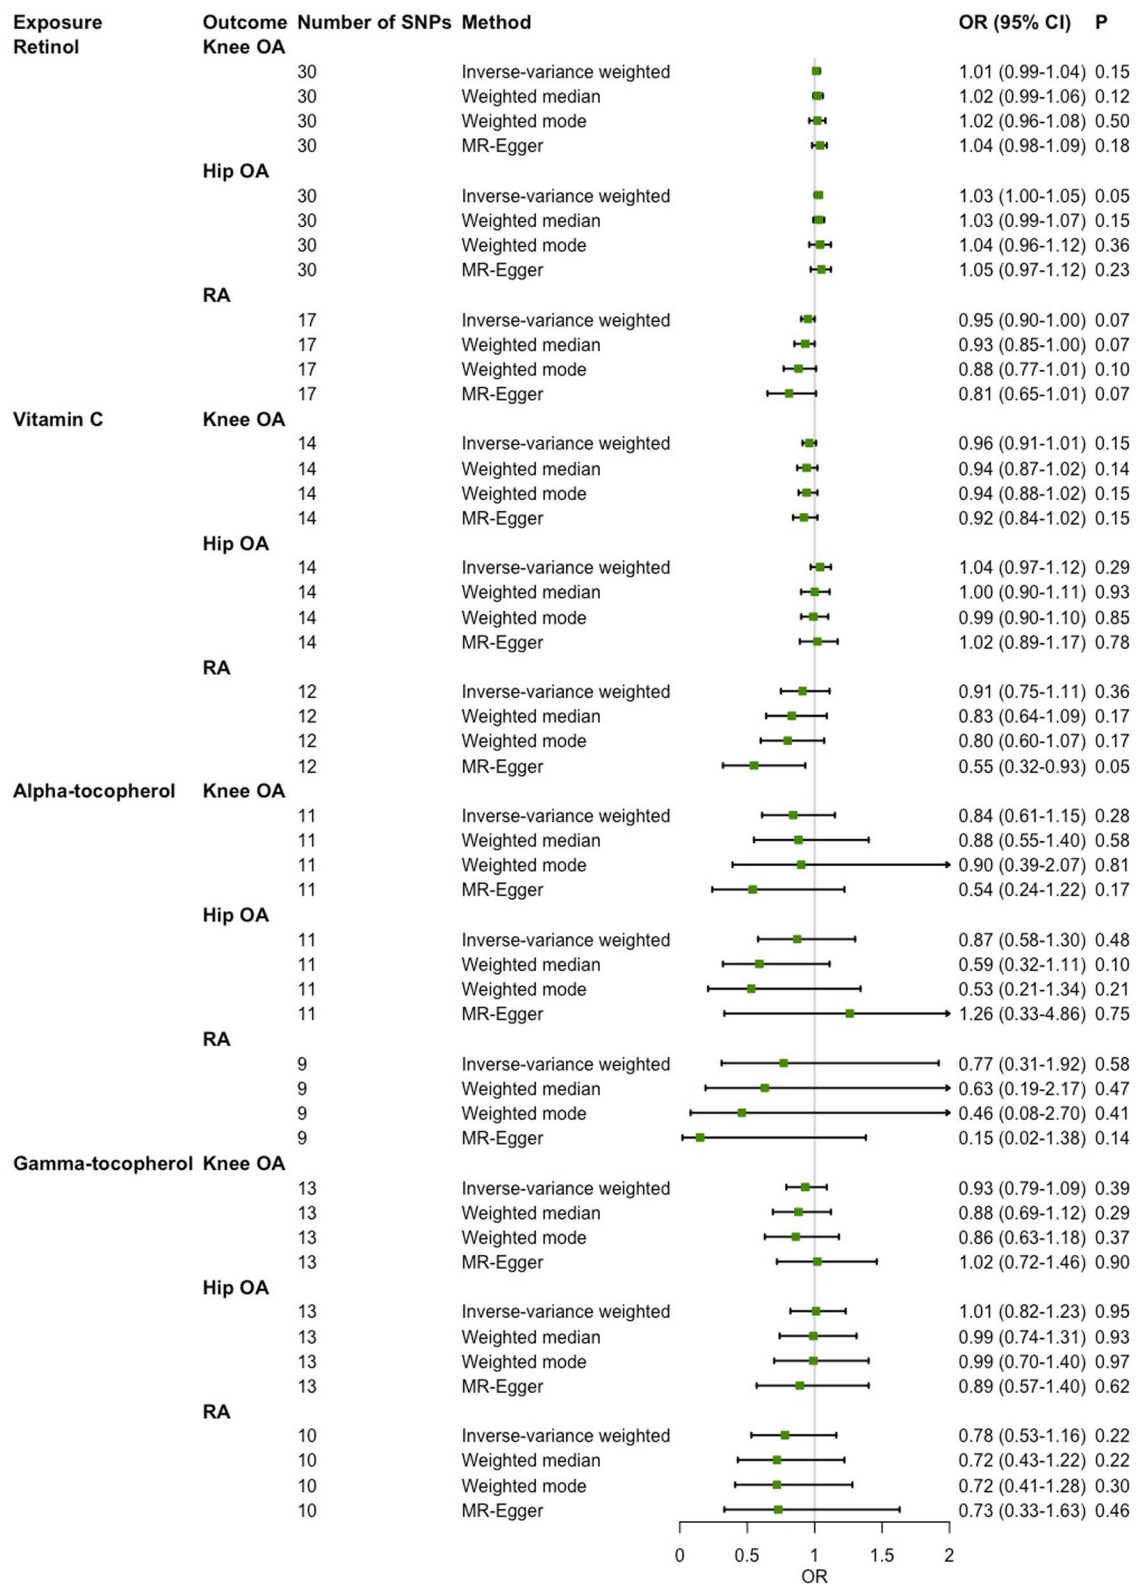 Exposure Outcome Number of SNPs Method OR (95% CI) P
Retinol Knee OA
30 Inverse-variance weighted 1.01 (0.99-1.04) 0.15
30 Weighted median 1.02 (0.99-1.06) 0.12
30 Weighted mode 1.02 (0.96-1.08) 0.50
30 MR-Egger 1.04 (0.98-1.09) 0.18
Hip OA
30 Inverse-variance weighted 1.03 (1.00-1.05) 0.05
30 Weighted median 1.03 (0.99-1.07) 0.15
30 Weighted mode 1.04 (0.96-1.12) 0.36
30 MR-Egger 1.05 (0.97-1.12) 0.23
RA
17 Inverse-variance weighted 0.95 (0.90-1.00) 0.07
17 Weighted median 0.93 (0.85-1.00) 0.07
17 Weighted mode 0.88 (0.77-1.01) 0.10
17 MR-Egger 0.81 (0.65-1.01) 0.07
Vitamin C Knee OA
14 Inverse-variance weighted 0.96 (0.91-1.01) 0.15
14 Weighted median 0.94 (0.87-1.02) 0.14
14 Weighted mode 0.94 (0.88-1.02) 0.15
14 MR-Egger 0.92 (0.84-1.02) 0.15
Hip OA
14 Inverse-variance weighted 1.04 (0.97-1.12) 0.29
14 Weighted median 1.00 (0.90-1.11) 0.93
14 Weighted mode 0.99 (0.90-1.10) 0.85
14 MR-Egger 1.02 (0.89-1.17) 0.78
RA
12 Inverse-variance weighted 0.91 (0.75-1.11) 0.36
12 Weighted median 0.83 (0.64-1.09) 0.17
12 Weighted mode 0.80 (0.60-1.07) 0.17
12 MR-Egger 0.55 (0.32-0.93) 0.05
Alpha-tocopherol Knee OA
11 Inverse-variance weighted 0.84 (0.61-1.15) 0.28
11 Weighted median 0.88 (0.55-1.40) 0.58
11 Weighted mode 0.90 (0.39-2.07) 0.81
11 MR-Egger 0.54 (0.24-1.22) 0.17
Hip OA
11 Inverse-variance weighted 0.87 (0.58-1.30) 0.48
11 Weighted median 0.59 (0.32-1.11) 0.10
11 Weighted mode 0.53 (0.21-1.34) 0.21
11 MR-Egger 1.26 (0.33-4.86) 0.75
RA
9 Inverse-variance weighted 0.77 (0.31-1.92) 0.58
9 Weighted median 0.63 (0.19-2.17) 0.47
9 Weighted mode 0.46 (0.08-2.70) 0.41
9 MR-Egger 0.15 (0.02-1.38) 0.14
Gamma-tocopherol Knee OA
13 Inverse-variance weighted 0.93 (0.79-1.09) 0.39
13 Weighted median 0.88 (0.69-1.12) 0.29
13 Weighted mode 0.86 (0.63-1.18) 0.37
13 MR-Egger 1.02 (0.72-1.46) 0.90
Hip OA
13 Inverse-variance weighted 1.01 (0.82-1.23) 0.95
13 Weighted median 0.99 (0.74-1.31) 0.93
13 Weighted mode 0.99 (0.70-1.40) 0.97
13 MR-Egger 0.89 (0.57-1.40) 0.62
RA
10 Inverse-variance weighted 0.78 (0.53-1.16) 0.22
10 Weighted median 0.72 (0.43-1.22) 0.22
10 Weighted mode 0.72 (0.41-1.28) 0.30
10 MR-Egger 0.73 (0.33-1.63) 0.46
0 0.5 1 1.5 2
OR